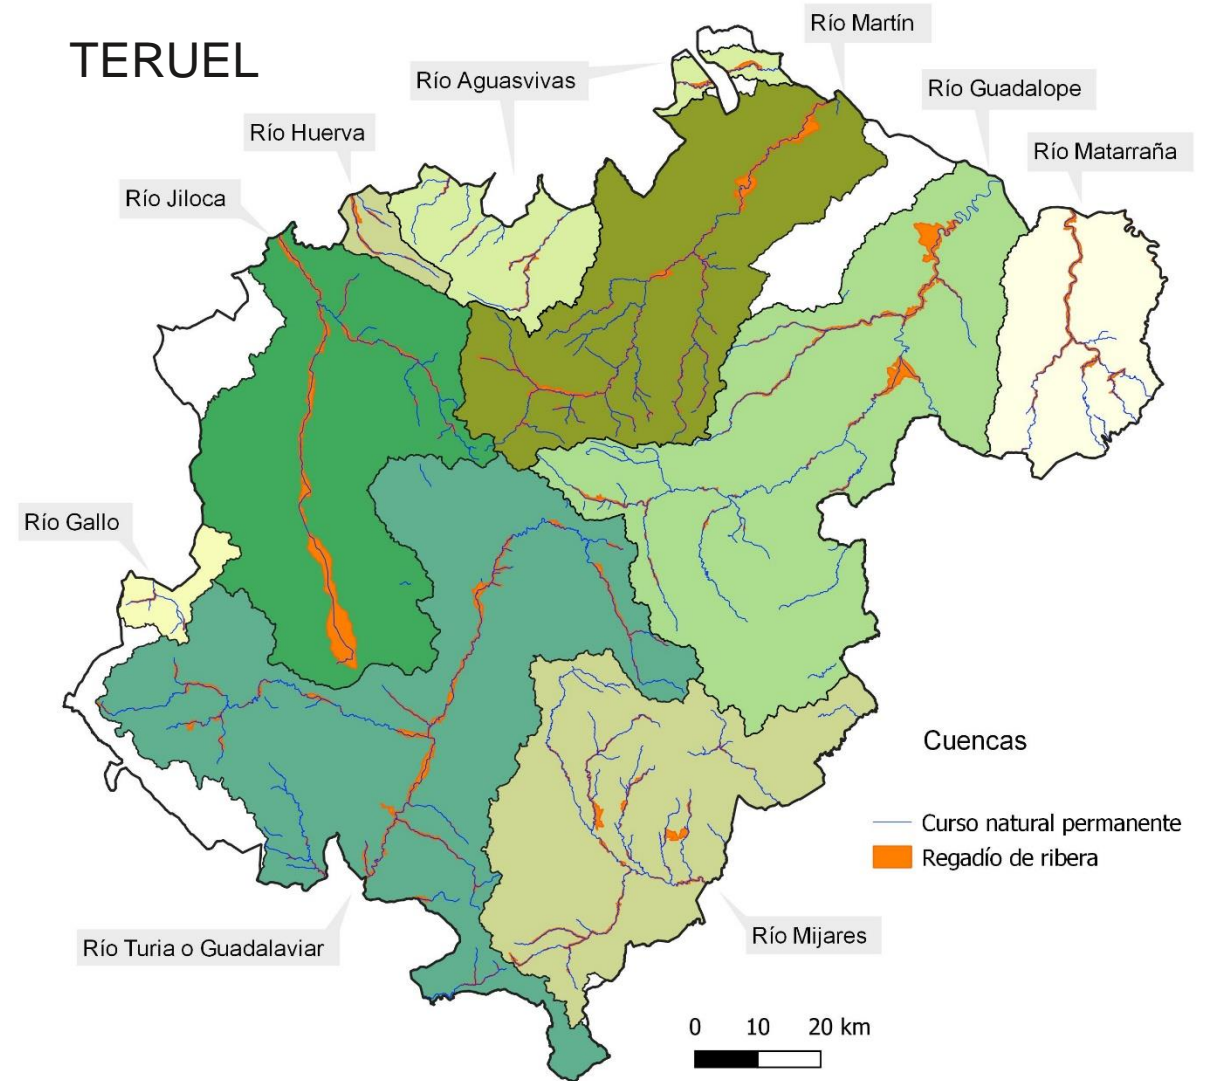 TERUEL
Río Martín
Río Aguasvivas
Río Guadalope
Río Huerva
Río Matarraña
Río Jiloca
Río Gallo
Cuencas
Curso natural permanente
Regadío de ribera
Río Turia o Guadalaviar
Río Mijares
0 10 20 km